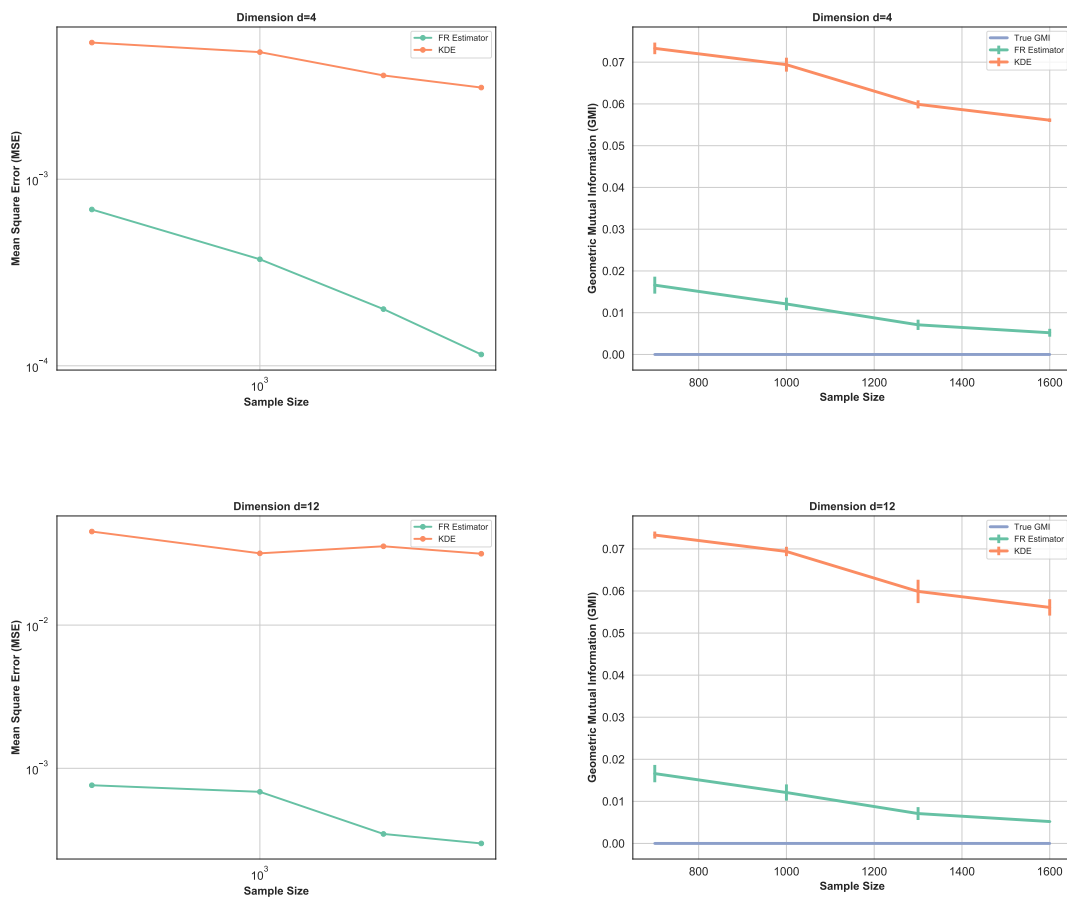 Dimension d=4
FR Estimator
KDE
Mean Square Error (MSE)
10⁻³
10⁻⁴
10³
Sample Size
Dimension d=4
True GMI
FR Estimator
KDE
Geometric Mutual Information (GMI)
0.07
0.06
0.05
0.04
0.03
0.02
0.01
0.00
800 1000 1200 1400 1600
Sample Size
Dimension d=12
FR Estimator
KDE
Mean Square Error (MSE)
10⁻²
10⁻³
10³
Sample Size
Dimension d=12
True GMI
FR Estimator
KDE
Geometric Mutual Information (GMI)
0.07
0.06
0.05
0.04
0.03
0.02
0.01
0.00
800 1000 1200 1400 1600
Sample Size